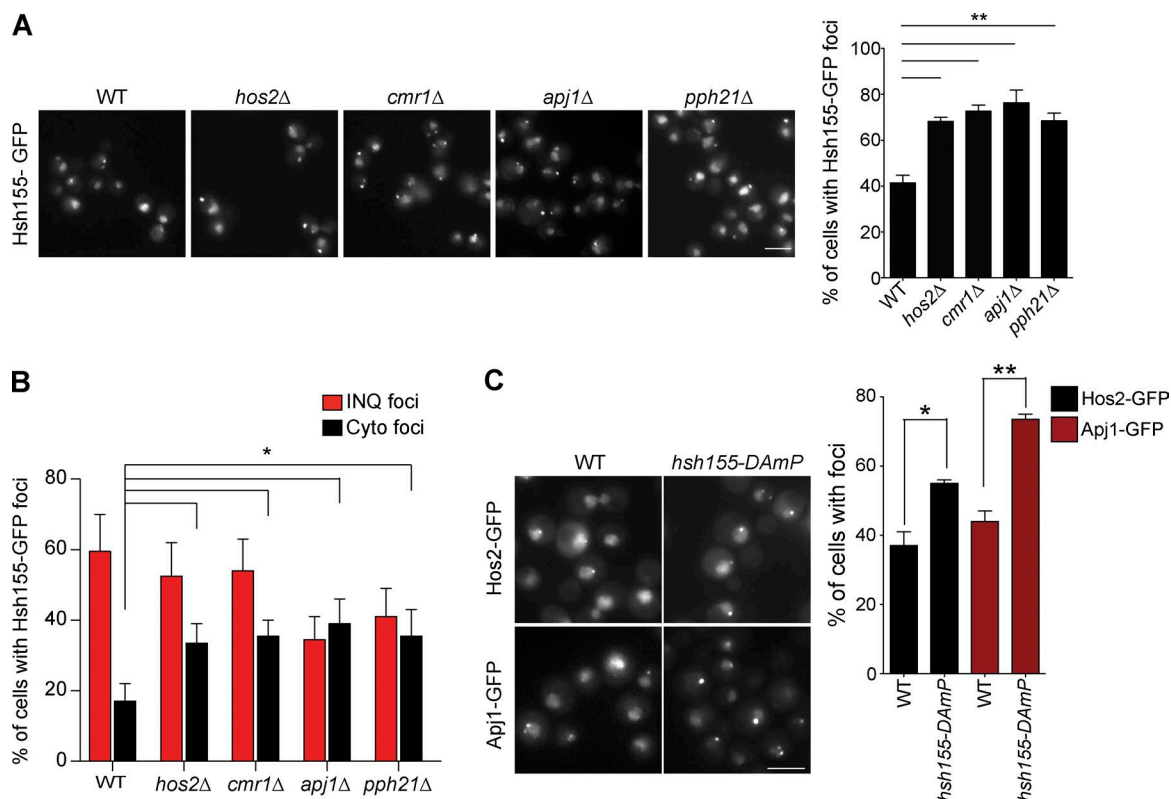 A
WT
hos2Δ
cmr1Δ
apj1Δ
pph21Δ
Hsh155- GFP
**
% of cells with Hsh155-GFP foci
100
80
60
40
20
0
WT
hos2Δ
cmr1Δ
apj1Δ
pph21Δ
B
INQ foci
Cyto foci
*
% of cells with Hsh155-GFP foci
80
60
40
20
0
WT
hos2Δ
cmr1Δ
apj1Δ
pph21Δ
C
WT
hsh155-DAmP
Hos2-GFP
Apj1-GFP
Hos2-GFP
Apj1-GFP
*
**
% of cells with foci
80
60
40
20
0
WT
hsh155-DAmP
WT
hsh155-DAmP